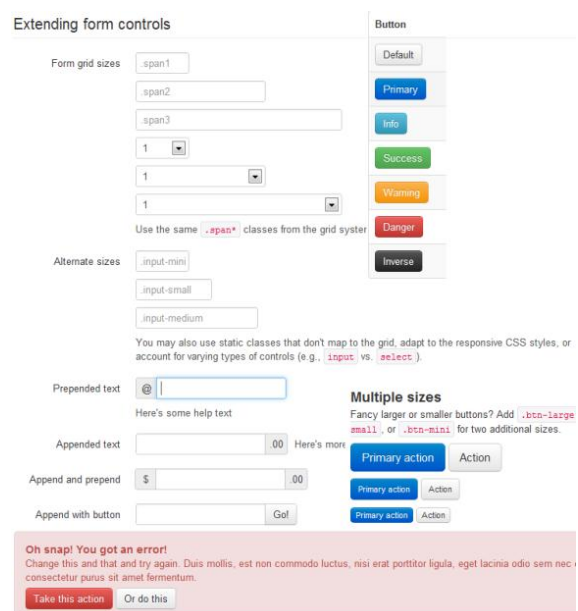 Extending form controls
Form grid sizes
.span1
.span2
.span3
1
1
1
Use the same .span* classes from the grid system
Alternate sizes
.input-mini
.input-small
.input-medium
You may also use static classes that don't map to the grid, adapt to the responsive CSS styles, or
account for varying types of controls (e.g., input vs. select ).
Prepended text
@
Here's some help text
Appended text
.00
Here's more
Append and prepend
$
.00
Append with button
Go!
Button
Default
Primary
Info
Success
Warning
Danger
Inverse
Multiple sizes
Fancy larger or smaller buttons? Add .btn-large
small , or .btn-mini for two additional sizes.
Primary action
Action
Primary action
Action
Primary action
Action
Oh snap! You got an error!
Change this and that and try again. Duis mollis, est non commodo luctus, nisi erat porttitor ligula, eget lacinia odio sem nec
consectetur purus sit amet fermentum.
Take this action
Or do this